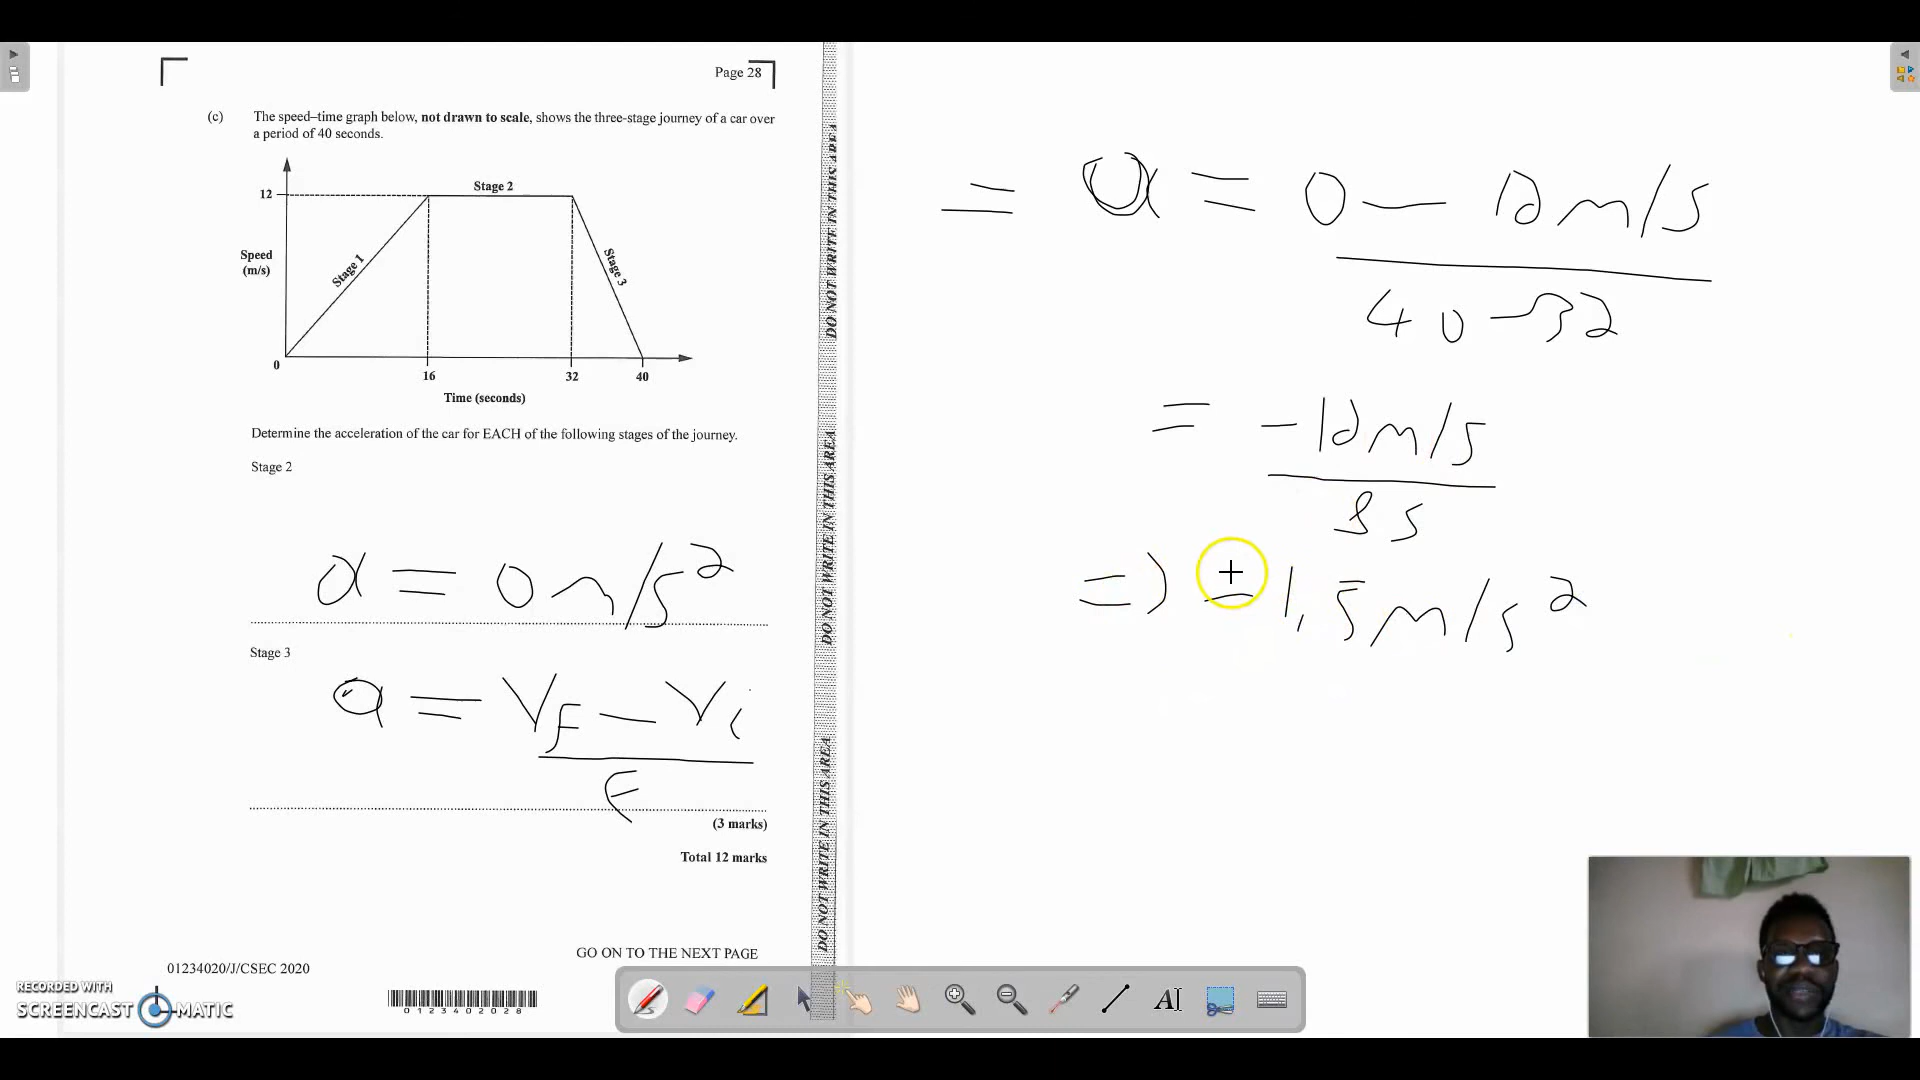 Page 28
(c) The speed–time graph below, not drawn to scale, shows the three-stage journey of a car over
a period of 40 seconds.
12
Stage 2
Speed
(m/s)
Stage 1
Stage 3
0
16
32
40
Time (seconds)
Determine the acceleration of the car for EACH of the following stages of the journey.
Stage 2
a = 0 m/s²
Stage 3
a = Vf - Vi
t
(3 marks)
Total 12 marks
GO ON TO THE NEXT PAGE
01234020/J/CSEC 2020
0123402028
DO NOT WRITE IN THIS AREA
DO NOT WRITE IN THIS AREA
DO NOT WRITE IN THIS AREA
= a = 0 - 12 m/s
40-32
= -12 m/s
8 s
=) - 1,5 m/s²
RECORDED WITH
SCREENCAST MATIC
AI